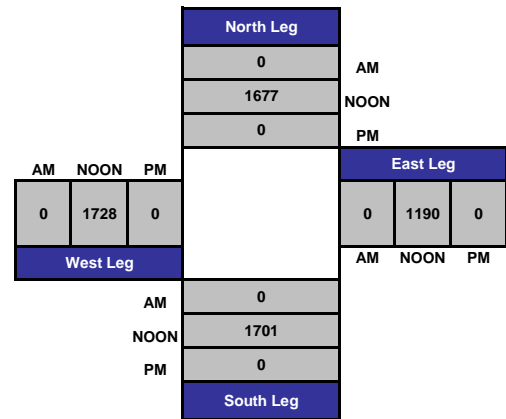 North Leg
0 AM
1677 NOON
0 PM
AM NOON PM
East Leg
0 1728 0
0 1190 0
West Leg
AM NOON PM
AM 0
NOON 1701
PM 0
South Leg